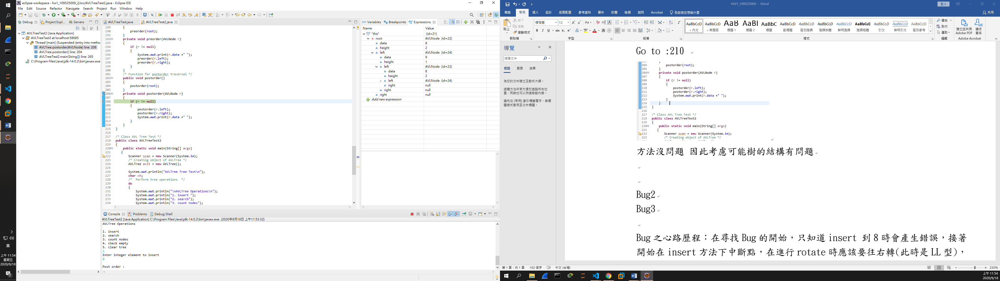 eclipse-workspace - hw1_109525009_2/src/AVLTreeTest2.java - Eclipse IDE
File Edit Source Refactor Navigate Search Project Run Window Help
Debug Project Expl... Servers
AVLTreeTest2 [Java Application]
AVLTreeTest2 at localhost:58685
Thread [main] (Suspended (entry into metho
AVLTree.postorder(AVLNode) line: 208
AVLTree.postorder() line: 204
AVLTreeTest2.main(String[]) line: 265
C:\Program Files\Java\jdk-14.0.2\bin\javaw.exe
AVLTreeTest.java AVLTreeTest2.java
189 {
190 preorder(root);
191 }
192 private void preorder(AVLNode r)
193 {
194 if (r != null)
195 {
196 System.out.print(r.data +" ");
197 preorder(r.left);
198 preorder(r.right);
199 }
200 }
201 /* Function for postorder traversal */
202 public void postorder()
203 {
204 postorder(root);
205 }
206 private void postorder(AVLNode r)
207 {
208 if (r != null)
209 {
210 postorder(r.left);
211 postorder(r.right);
212 System.out.print(r.data +" ");
213 }
214 }
215 }
216
217 /* Class AVL Tree Test */
218 public class AVLTreeTest2
219 {
220 public static void main(String[] args)
221 {
222 Scanner scan = new Scanner(System.in);
223 /* Creating object of AVLTree */
224 AVLTree avlt = new AVLTree();
225
226 System.out.println("AVLTree Tree Test\n");
227 char ch;
228 /* Perform tree operations */
229 do
230 {
231 System.out.println("\nAVLTree Operations\n");
232 System.out.println("1. insert ");
233 System.out.println("2. search");
234 System.out.println("3. count nodes");
Variables Breakpoints Expressions
Name Value
"this" (id=21)
root AVLNode (id=22)
data 8
height 2
left AVLNode (id=24)
data 9
height 1
left AVLNode (id=22)
data 8
height 2
left AVLNode (id=24)
right null
right null
right null
Add new expression
Console Problems Debug Shell
AVLTreeTest2 [Java Application] C:\Program Files\Java\jdk-14.0.2\bin\javaw.exe (2020年9月18日 上午11:53:32)
AVLTree Operations
1. insert
2. search
3. count nodes
4. check empty
5. clear tree
1
Enter integer element to insert
8
Post order :
英
上午 11:54
星期五
2020/9/18
2
HW1_109525009 - Word
登入
檔案 常用 插入 設計 版面配置 參考資料 郵件 校閱 檢視 說明 Acrobat 告訴我您想做什麼 共用
貼上 剪下 複製 複製格式
剪貼簿
標楷體 12
字型
段落
AaBbCcD 內文
AaBbCcD 無間距
AaB 標題 1
AaBl 標題 2
AaBbC 標題
AaBbCcD 副標題
AaBbCcD 區別強調
AaBbCcD 強調斜體
AaBbCcD 鮮明強調
AaBbCcD 強調粗體
AaBbCcD 引文
AaBbCcD 鮮明引文
AaBbCcD 區別參考
樣式
尋找 取代 選取
編輯
建立並共用 Adobe PDF
請求簽名
Adobe Acrobat
導覽
搜尋文件
標題 頁面 結果
為您的文件建立互動式大綱。
這種方法非常方便您追蹤所在位
置，同時也可以快速移動內容。
請先從 [常用] 索引標籤著手，將標
題樣式套用至文件標題。
Go to :210
204 postorder(root);
205 }
206 private void postorder(AVLNode r)
207 {
208 if (r != null)
209 {
210 postorder(r.left);
211 postorder(r.right);
212 System.out.print(r.data +" ");
213 }
214 }
215 }
216
217 /* Class AVL Tree Test */
218 public class AVLTreeTest2
219 {
220 public static void main(String[] args)
221 {
222 Scanner scan = new Scanner(System.in);
223 /* Creating object of AVLTree */
方法沒問題 因此考慮可能樹的結構有問題
Bug2
Bug3
Bug 之心路歷程：在尋找 Bug 的開始，只知道 insert 到 8 時會產生錯誤，接著
開始在 insert 方法下中斷點，在進行 rotate 時應該要往右轉(此時是 LL 型)，
第 1 頁，共 1 頁 192 個字 中文 (台灣) 230%
上午 11:54
2020/9/18